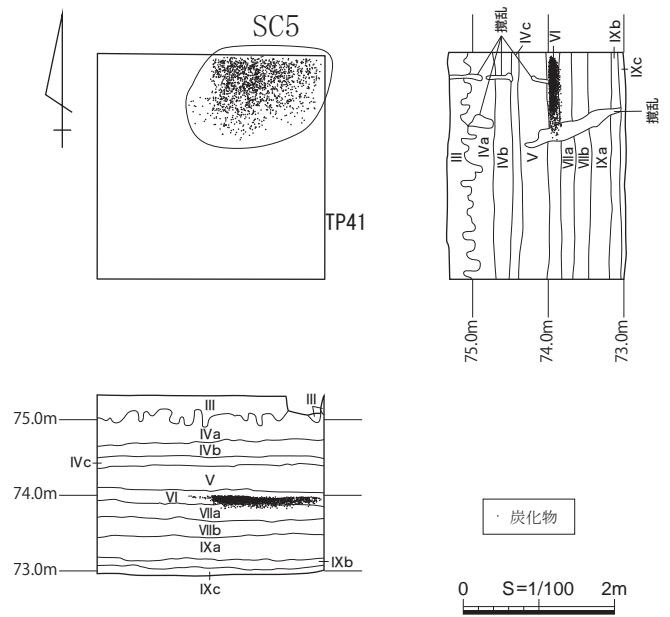 SC5
TP41
撹乱
IVc
VI
IXb
IXc
撹乱
III
IVa
IVb
V
VIIa
VIIb
IXa
75.0m
74.0m
73.0m
III
III
75.0m
IVa
IVb
IVc
V
74.0m
VI
VIIa
VIIb
IXa
73.0m
IXb
IXc
炭化物
0 S=1/100 2m